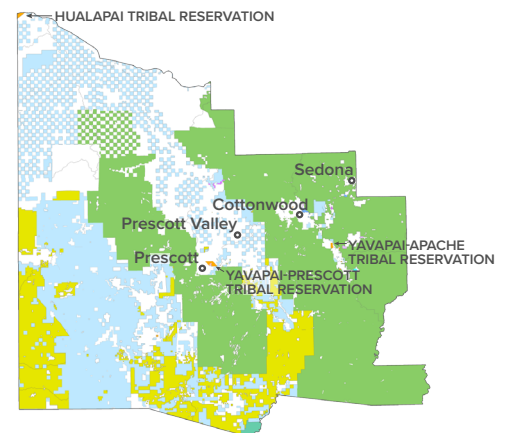 HUALAPAI TRIBAL RESERVATION
Sedona
Cottonwood
Prescott Valley
YAVAPAI-APACHE
TRIBAL RESERVATION
Prescott
YAVAPAI-PRESCOTT
TRIBAL RESERVATION